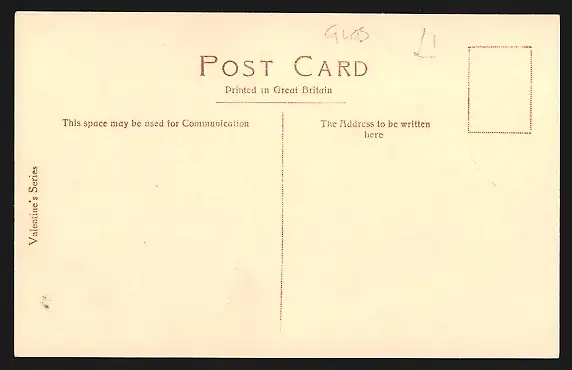 GLOS
£1
POST CARD
Printed in Great Britain
This space may be used for Communication
The Address to be written
here
Valentine's Series